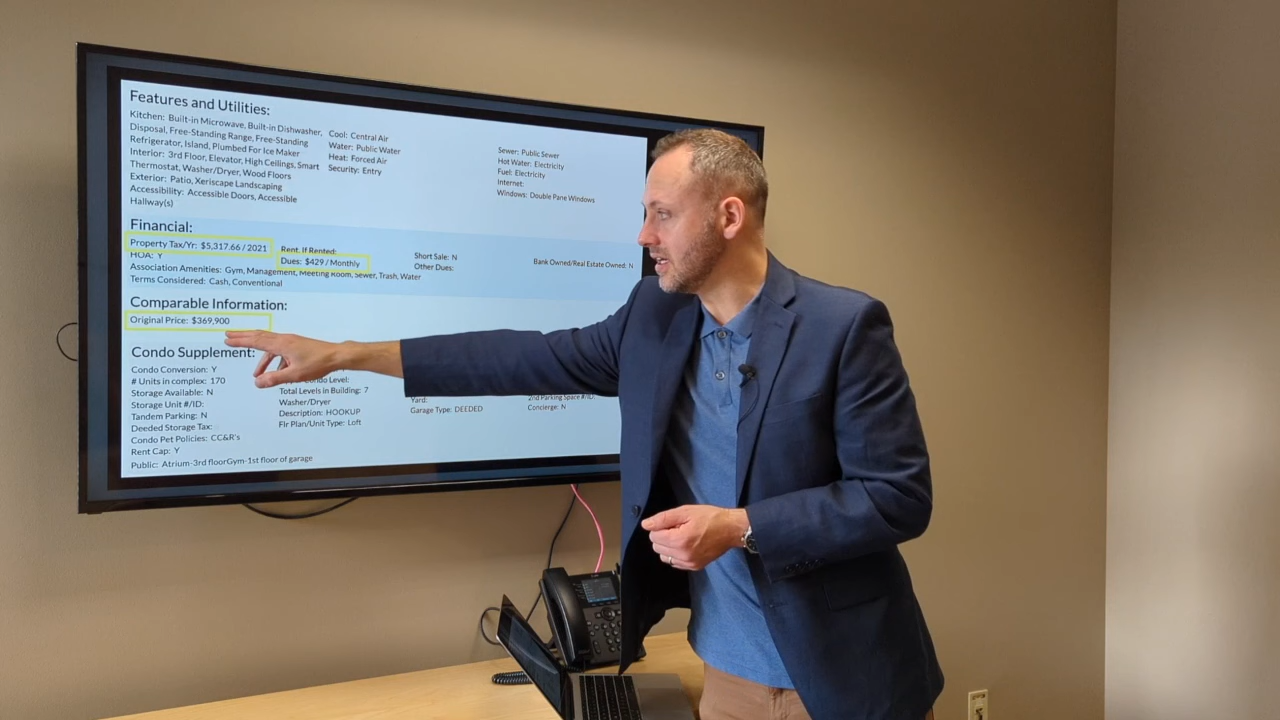 Features and Utilities:
Kitchen: Built-in Microwave, Built-in Dishwasher,
Disposal, Free-Standing Range, Free-Standing
Refrigerator, Island, Plumbed For Ice Maker
Interior: 3rd Floor, Elevator, High Ceilings, Smart
Thermostat, Washer/Dryer, Wood Floors
Exterior: Patio, Xeriscape Landscaping
Accessibility: Accessible Doors, Accessible
Hallway(s)
Cool: Central Air
Water: Public Water
Heat: Forced Air
Security: Entry
Sewer: Public Sewer
Hot Water: Electricity
Fuel: Electricity
Internet:
Windows: Double Pane Windows
Financial:
Property Tax/Yr: $5,317.66 / 2021
HOA: Y
Rent. If Rented:
Dues: $429 / Monthly
Short Sale: N
Other Dues:
Bank Owned/Real Estate Owned: N
Association Amenities: Gym, Management, Meeting Room, Sewer, Trash, Water
Terms Considered: Cash, Conventional
Comparable Information:
Original Price: $369,900
Condo Supplement:
Condo Conversion: Y
# Units in complex: 170
Storage Available: N
Storage Unit #/ID:
Tandem Parking: N
Deeded Storage Tax:
Condo Pet Policies: CC&R's
Rent Cap: Y
Condo Level:
Total Levels in Building: 7
Washer/Dryer
Description: HOOKUP
Flr Plan/Unit Type: Loft
Yard:
Garage Type: DEEDED
2nd Parking Space #/ID:
Concierge: N
Public: Atrium-3rd floorGym-1st floor of garage